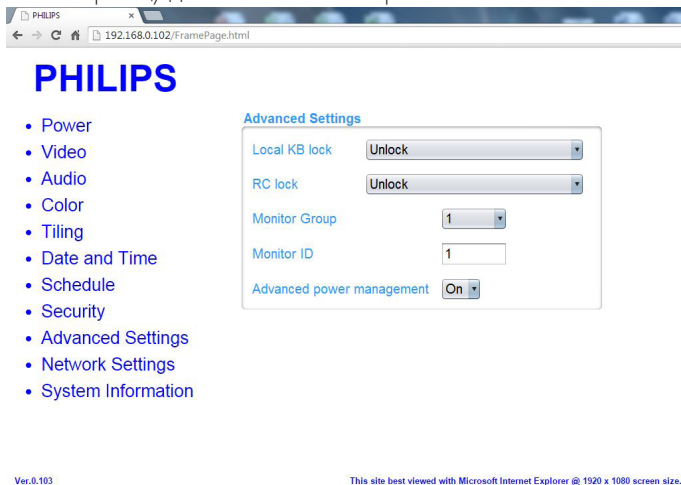 PHILIPS
192.168.0.102/FramePage.html
PHILIPS
Power
Video
Audio
Color
Tiling
Date and Time
Schedule
Security
Advanced Settings
Network Settings
System Information
Advanced Settings
Local KB lock Unlock
RC lock Unlock
Monitor Group 1
Monitor ID 1
Advanced power management On
Ver.0.103 This site best viewed with Microsoft Internet Explorer @ 1920 x 1080 screen size.